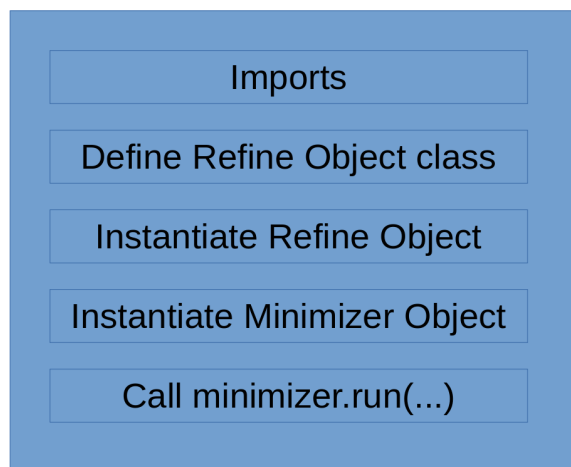 Imports
Define Refine Object class
Instantiate Refine Object
Instantiate Minimizer Object
Call minimizer.run(...)